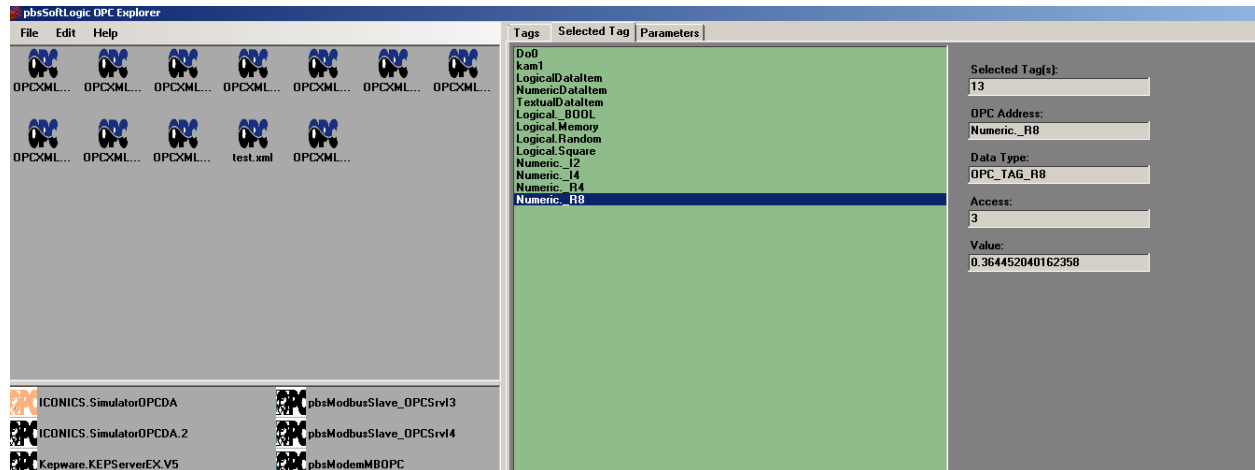 pbsSoftLogic OPC Explorer
File Edit Help
OPCXML... OPCXML... OPCXML... OPCXML... OPCXML... OPCXML... OPCXML...
OPCXML... OPCXML... OPCXML... test.xml OPCXML...
ICONICS.SimulatorOPCDA
pbsModbusSlave_OPCSrvI3
ICONICS.SimulatorOPCDA.2
pbsModbusSlave_OPCSrvI4
Kepware.KEPServerEX.V5
pbsModemMBOPC
Tags Selected Tag Parameters
Do0
kam1
LogicalDataItem
NumericDataItem
TextualDataItem
Logical._BOOL
Logical.Memory
Logical.Random
Logical.Square
Numeric._I2
Numeric._I4
Numeric._R4
Numeric._R8
Selected Tag(s):
13
OPC Address:
Numeric._R8
Data Type:
OPC_TAG_R8
Access:
3
Value:
0.364452040162358